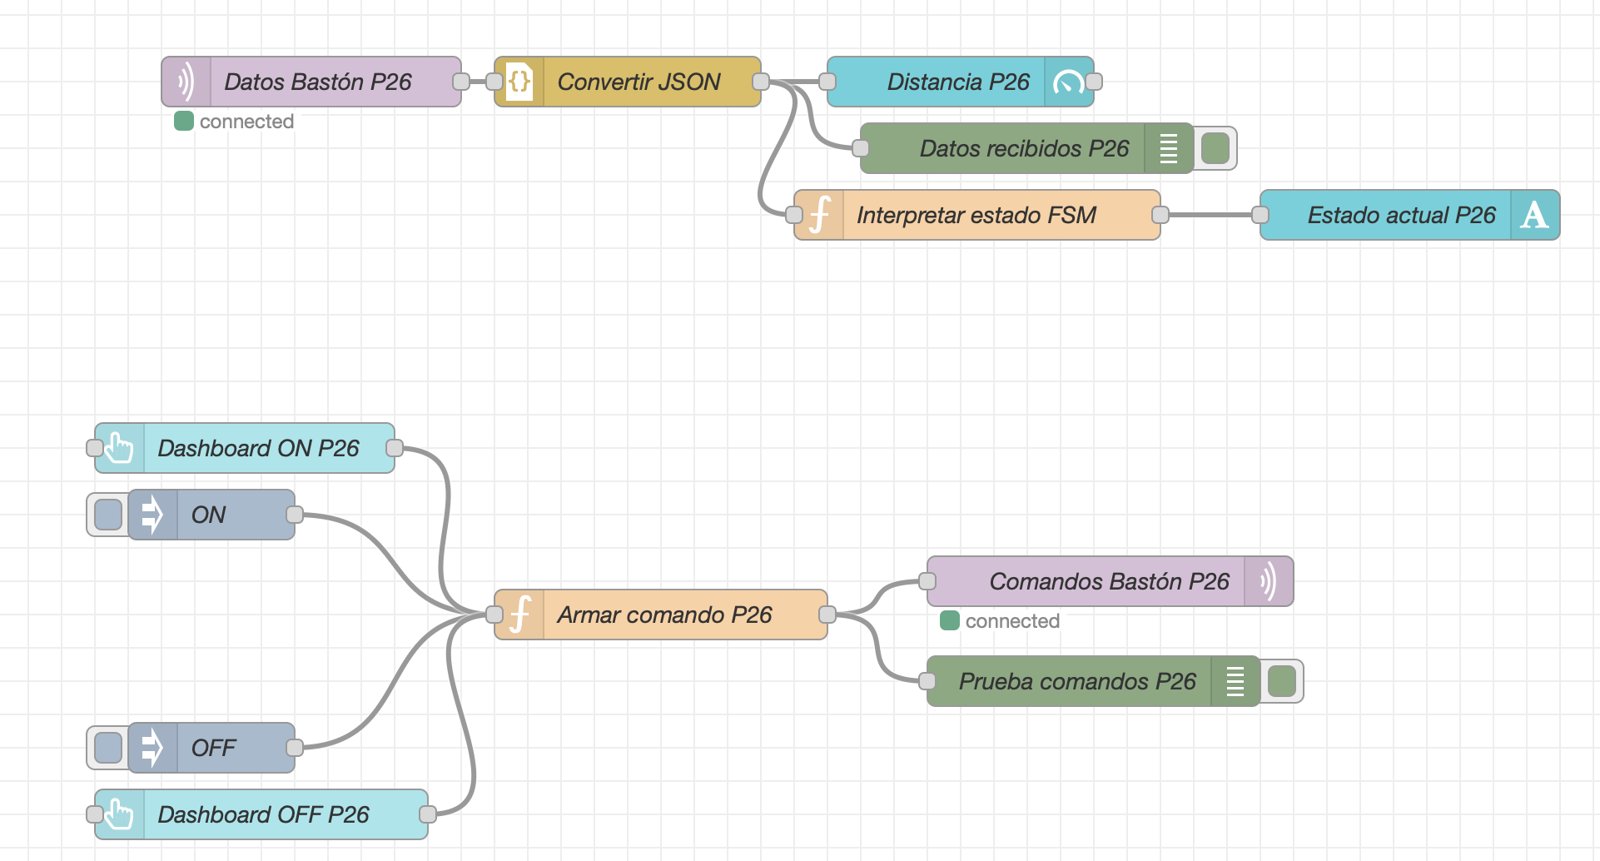 Datos Bastón P26
connected
Convertir JSON
Distancia P26
Datos recibidos P26
Interpretar estado FSM
Estado actual P26
Dashboard ON P26
ON
Armar comando P26
Comandos Bastón P26
connected
Prueba comandos P26
OFF
Dashboard OFF P26